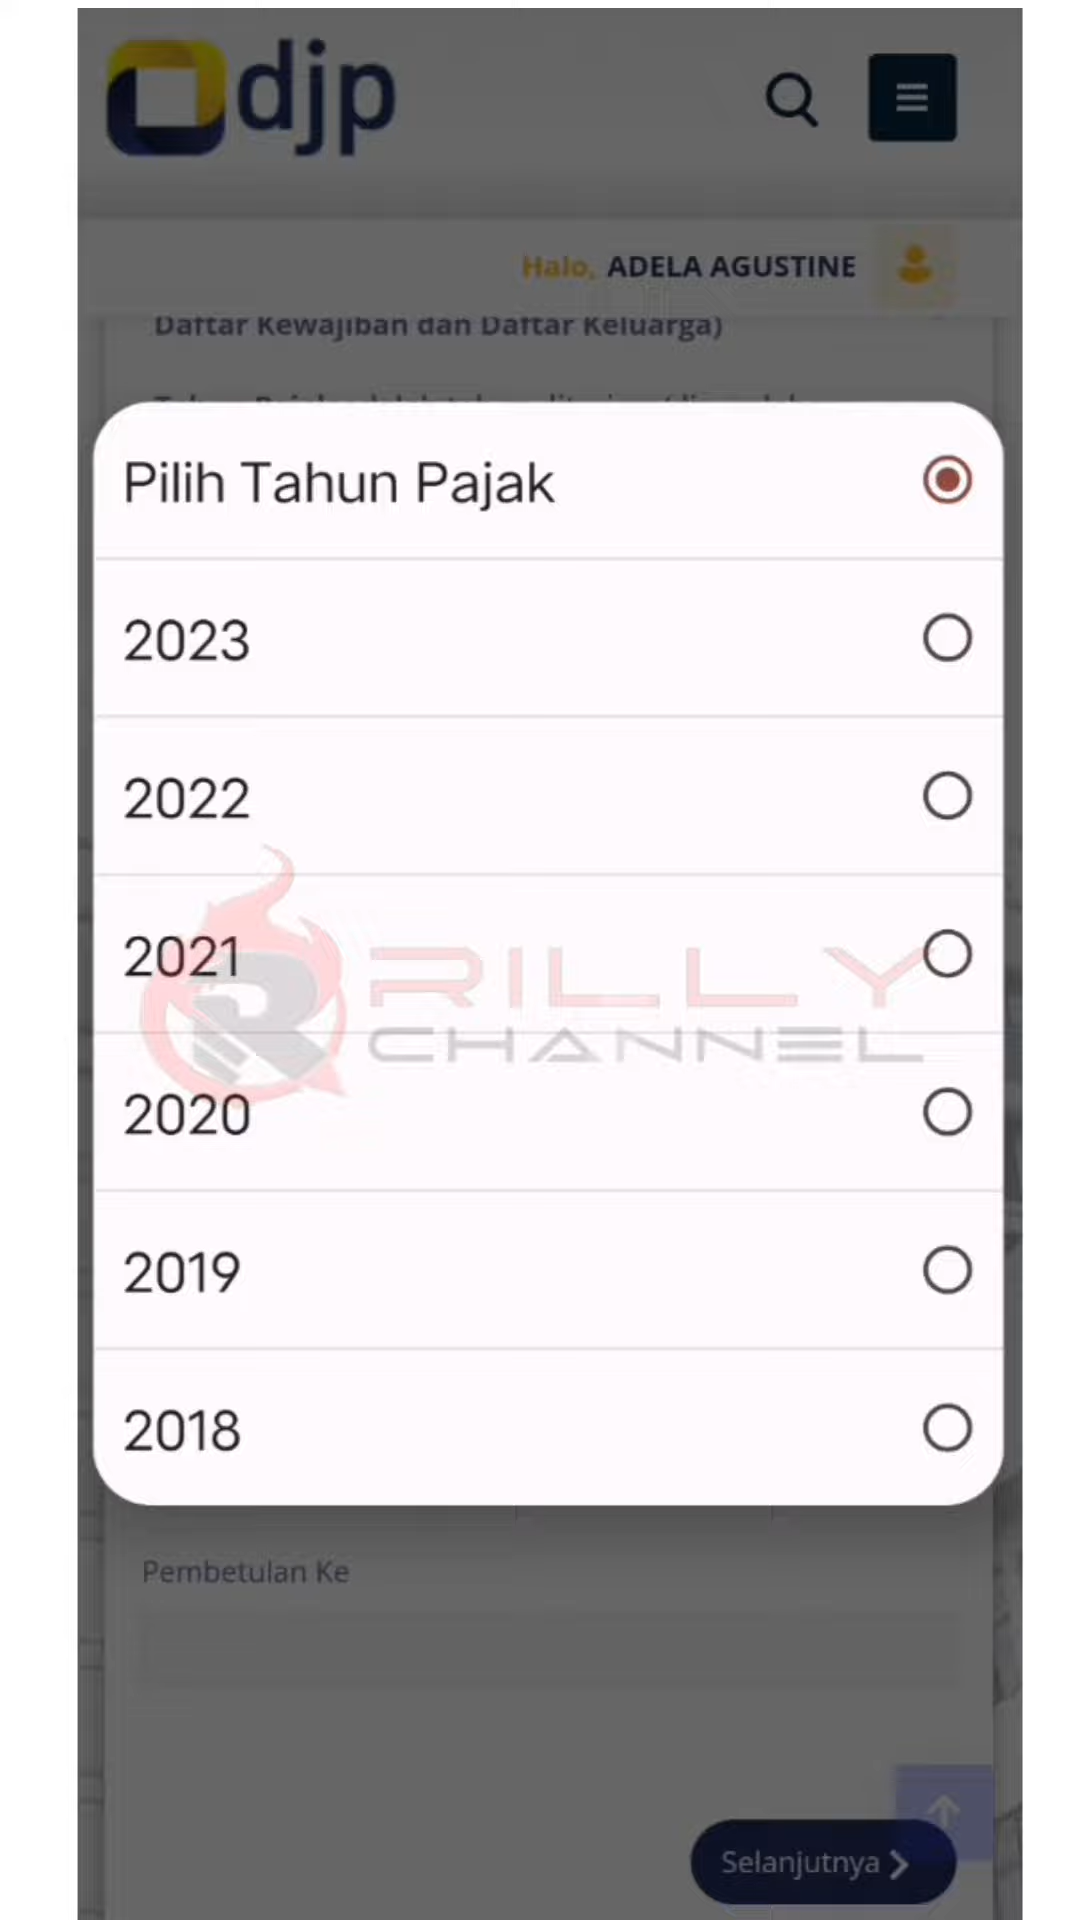 djp
Halo, ADELA AGUSTINE
Daftar Kewajiban dan Daftar Keluarga)
Pilih Tahun Pajak
2023
2022
2021
RILLY
CHANNEL
2020
2019
2018
Pembetulan Ke
Selanjutnya